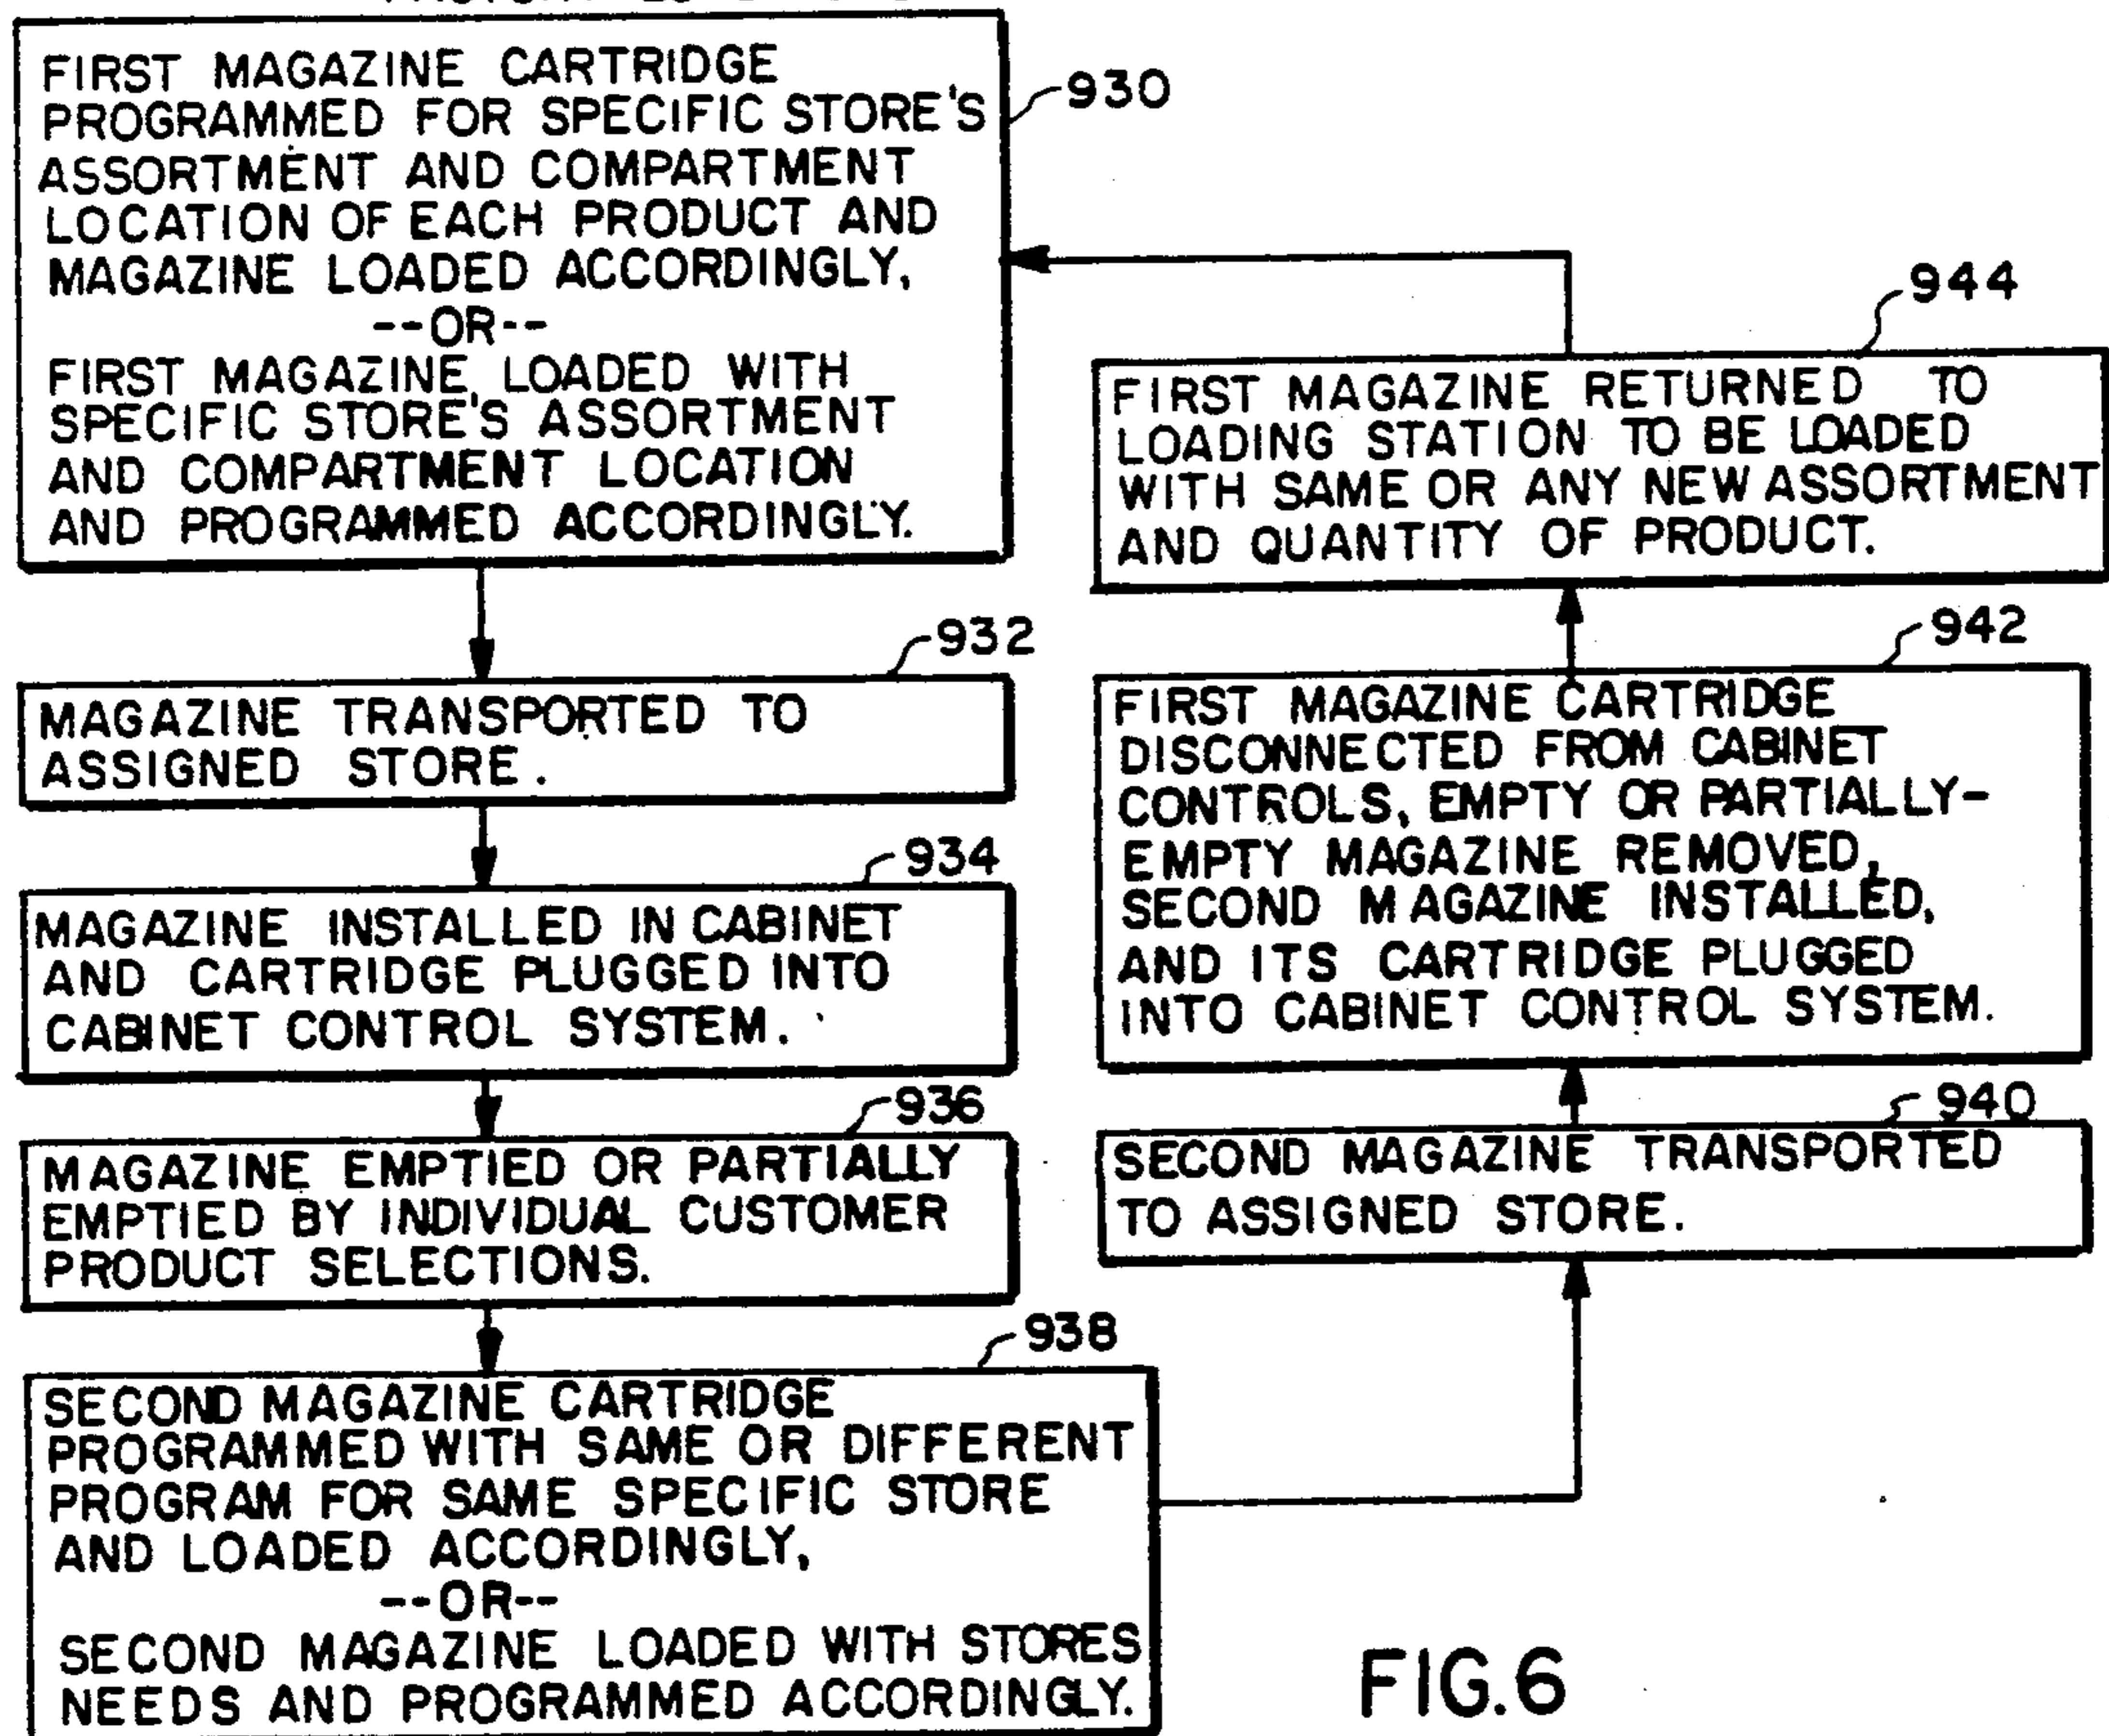 FIRST MAGAZINE CARTRIDGE
PROGRAMMED FOR SPECIFIC STORE'S
ASSORTMENT AND COMPARTMENT
LOCATION OF EACH PRODUCT AND
MAGAZINE LOADED ACCORDINGLY,
--OR--
FIRST MAGAZINE LOADED WITH
SPECIFIC STORE'S ASSORTMENT
AND COMPARTMENT LOCATION
AND PROGRAMMED ACCORDINGLY.
930
932
MAGAZINE TRANSPORTED TO
ASSIGNED STORE.
934
MAGAZINE INSTALLED IN CABINET
AND CARTRIDGE PLUGGED INTO
CABINET CONTROL SYSTEM.
936
MAGAZINE EMPTIED OR PARTIALLY
EMPTIED BY INDIVIDUAL CUSTOMER
PRODUCT SELECTIONS.
938
SECOND MAGAZINE CARTRIDGE
PROGRAMMED WITH SAME OR DIFFERENT
PROGRAM FOR SAME SPECIFIC STORE
AND LOADED ACCORDINGLY,
--OR--
SECOND MAGAZINE LOADED WITH STORES
NEEDS AND PROGRAMMED ACCORDINGLY.
940
SECOND MAGAZINE TRANSPORTED
TO ASSIGNED STORE.
942
FIRST MAGAZINE CARTRIDGE
DISCONNECTED FROM CABINET
CONTROLS, EMPTY OR PARTIALLY-
EMPTY MAGAZINE REMOVED,
SECOND MAGAZINE INSTALLED,
AND ITS CARTRIDGE PLUGGED
INTO CABINET CONTROL SYSTEM.
944
FIRST MAGAZINE RETURNED TO
LOADING STATION TO BE LOADED
WITH SAME OR ANY NEW ASSORTMENT
AND QUANTITY OF PRODUCT.
FIG.6